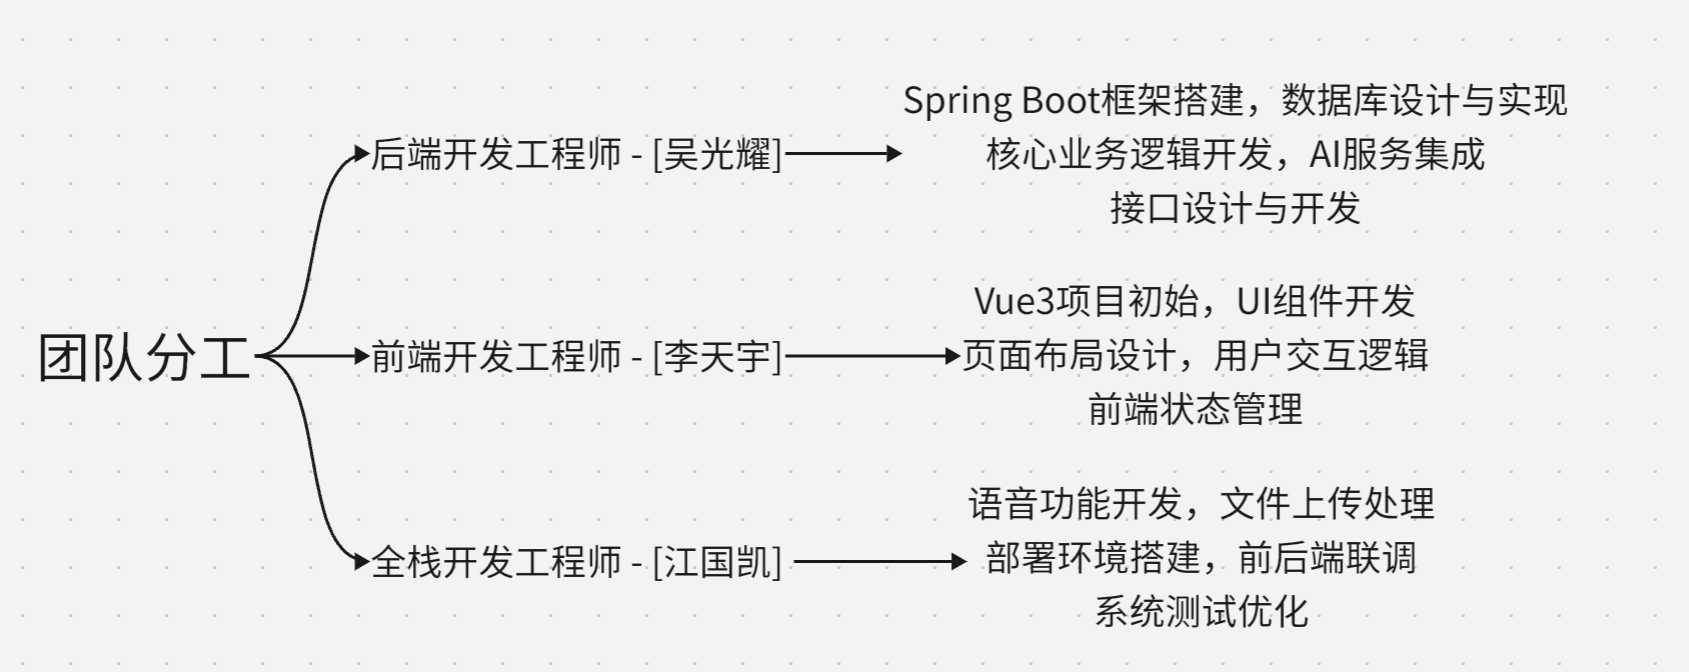 团队分工
后端开发工程师 - [吴光耀]
Spring Boot框架搭建，数据库设计与实现
核心业务逻辑开发，AI服务集成
接口设计与开发
前端开发工程师 - [李天宇]
Vue3项目初始，UI组件开发
页面布局设计，用户交互逻辑
前端状态管理
全栈开发工程师 - [江国凯]
语音功能开发，文件上传处理
部署环境搭建，前后端联调
系统测试优化